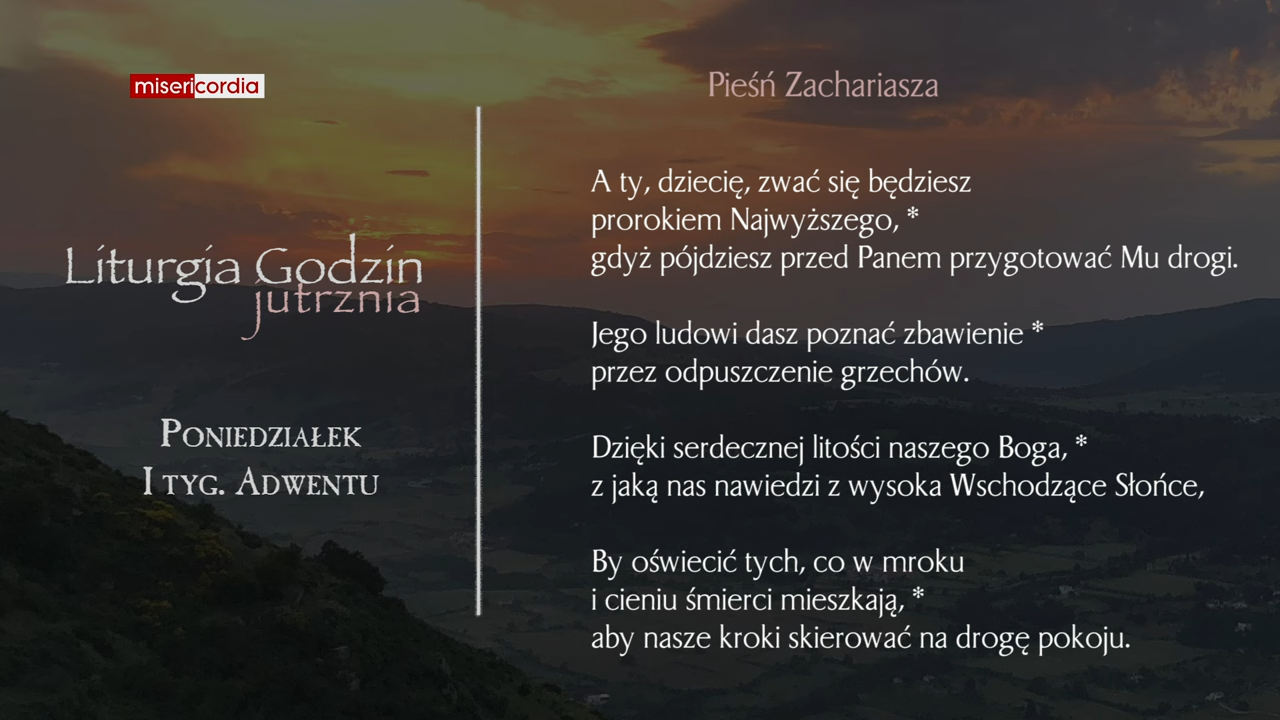 misericordia
Liturgia Godzin
jutrznia
Poniedziałek
I tyg. Adwentu
Pieśń Zachariasza
A ty, dziecię, zwać się będziesz
prorokiem Najwyższego, *
gdyż pójdziesz przed Panem przygotować Mu drogi.
Jego ludowi dasz poznać zbawienie *
przez odpuszczenie grzechów.
Dzięki serdecznej litości naszego Boga, *
z jaką nas nawiedzi z wysoka Wschodzące Słońce,
By oświecić tych, co w mroku
i cieniu śmierci mieszkają, *
aby nasze kroki skierować na drogę pokoju.